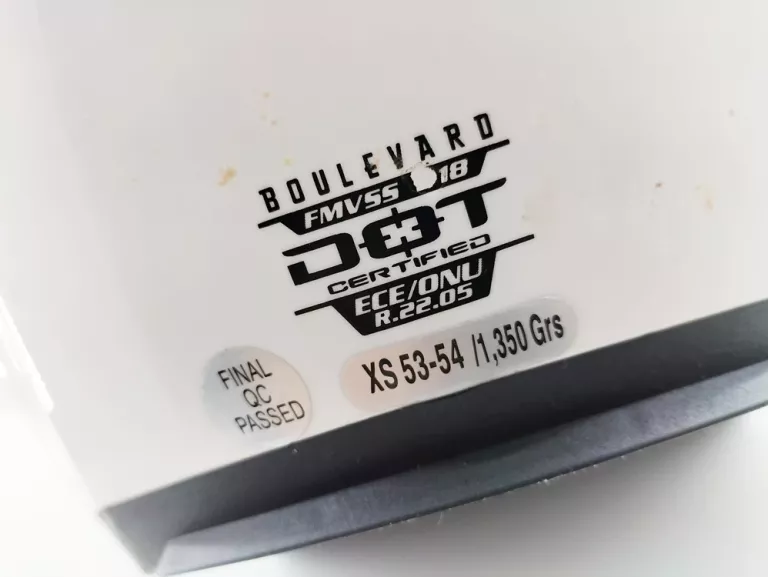 BOULEVARD
FMVSS 18
DOT
CERTIFIED
ECE/ONU
R.22.05
XS 53-54 /1,350 Grs
FINAL
QC
PASSED